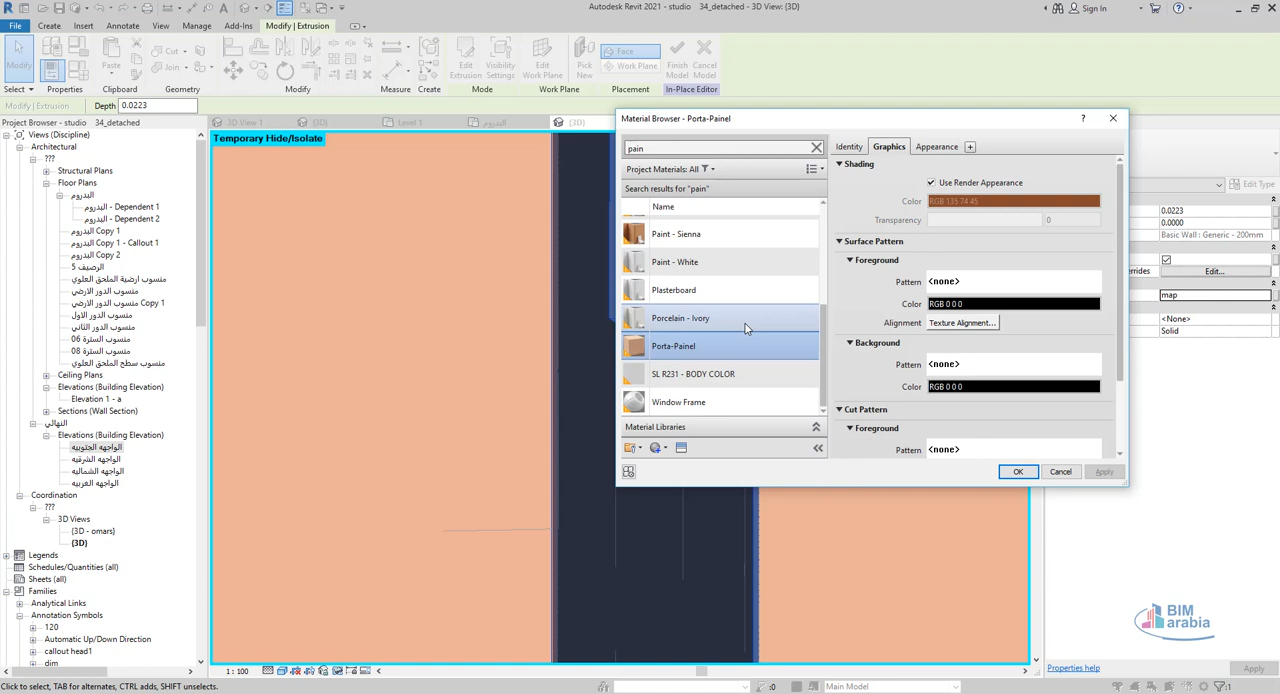 Autodesk Revit 2021 - studio 34_detached - 3D View: {3D}
Sign In
File Create Insert Annotate View Manage Add-Ins Modify | Extrusion
Modify
Select
Properties
Paste
Clipboard
Cut
Join
Geometry
Modify
Measure
Create
Edit Extrusion
Visibility Settings
Mode
Edit Work Plane
Work Plane
Pick New
Face
Work Plane
Placement
Finish Model
Cancel Model
In-Place Editor
Modify | Extrusion
Depth 0.0223
Project Browser - studio 34_detached
Views (Discipline)
Architectural
???
Structural Plans
Floor Plans
البدروم
البدروم - Dependent 1
البدروم - Dependent 2
البدروم Copy 1
البدروم Copy 1 - Callout 1
البدروم Copy 2
الرصيف 5
منسوب الملحق العلوي
منسوب الدور الارضي
منسوب الدور الارضي Copy 1
منسوب الدور الثاني
منسوب السترة 06
منسوب السترة 08
منسوب سطح الملحق العلوي
Ceiling Plans
Elevations (Building Elevation)
Elevation 1 - a
Sections (Wall Section)
النهائي
Elevations (Building Elevation)
الواجهه الجنوبيه
الواجهه الشرقيه
الواجهه الشماليه
الواجهه الغربيه
Coordination
???
3D Views
{3D - omars}
{3D}
Legends
Schedules/Quantities (all)
Sheets (all)
Families
Annotation Symbols
Analytical Links
120
Automatic Up/Down Direction
callout head1
dim
3D View 1
{3D}
Level 1
البدروم
{3D}
Temporary Hide/Isolate
Material Browser - Porta-Painel
? 
pain
Project Materials: All
Search results for "pain"
Name
Paint - Sienna
Paint - White
Plasterboard
Porcelain - Ivory
Porta-Painel
SL R231 - BODY COLOR
Window Frame
Material Libraries
Identity Graphics Appearance
Shading
Use Render Appearance
Color RGB 135 74 45
Transparency 0
Surface Pattern
Foreground
Pattern <none>
Color RGB 0 0 0
Alignment Texture Alignment...
Background
Pattern <none>
Color RGB 0 0 0
Cut Pattern
Foreground
Pattern <none>
OK Cancel Apply
Edit Type
0.0223
0.0000
Basic Wall : Generic - 200mm
Edit...
map
<None>
Solid
BIM
arabia
Properties help
Apply
1 : 100
Click to select, TAB for alternates, CTRL adds, SHIFT unselects.
:0
Main Model
:1